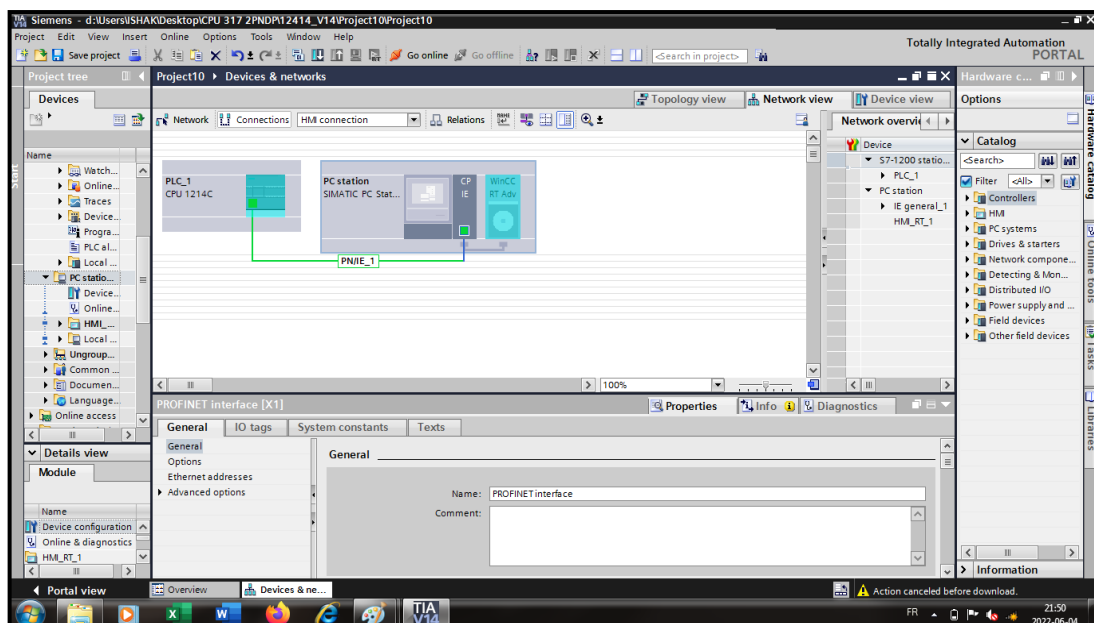 Siemens - d:\Users\ISHAK\Desktop\CPU 317 2PNDP\12414_V14\Project10\Project10
Project Edit View Insert Online Options Tools Window Help
Totally Integrated Automation
PORTAL
Save project
Go online
Go offline
<Search in project>
Project tree
Project10 ▸ Devices & networks
Hardware c...
Devices
Topology view
Network view
Device view
Options
Network
Connections
HMI connection
Relations
Network overvi
Catalog
Name
Device
<Search>
Filter
<All>
Watch...
Online...
Traces
Device...
Progra...
PLC al...
Local ...
PC statio...
Device...
Online...
HMI_...
Local ...
Ungroup...
Common ...
Documen...
Language...
Online access
PLC_1
CPU 1214C
PC station
SIMATIC PC Stat...
CP
IE
WinCC
RT Adv
PN/IE_1
S7-1200 statio...
PLC_1
PC station
IE general_1
HMI_RT_1
Controllers
HMI
PC systems
Drives & starters
Network compone...
Detecting & Mon...
Distributed I/O
Power supply and ...
Field devices
Other field devices
Start
Hardware catalog
Online tools
Tasks
Libraries
100%
PROFINET interface [X1]
Properties
Info
Diagnostics
General
IO tags
System constants
Texts
General
Options
Ethernet addresses
Advanced options
General
Name:
PROFINET interface
Comment:
Details view
Module
Name
Device configuration
Online & diagnostics
HMI_RT_1
Information
Portal view
Overview
Devices & ne...
Action canceled before download.
TIA
V14
FR
21:50
2022-06-04